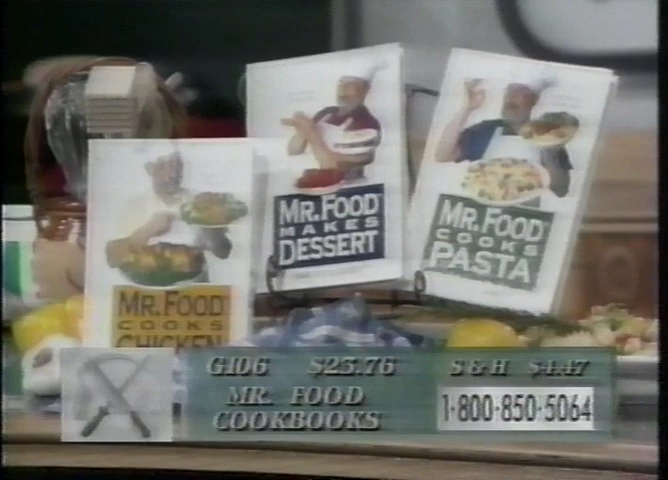 MR. FOOD
MAKES
DESSERT
MR. FOOD
COOKS
PASTA
MR. FOOD
COOKS
CHICKEN
G106 $23.76 S & H $4.47
MR. FOOD
COOKBOOKS
1-800-850-5064